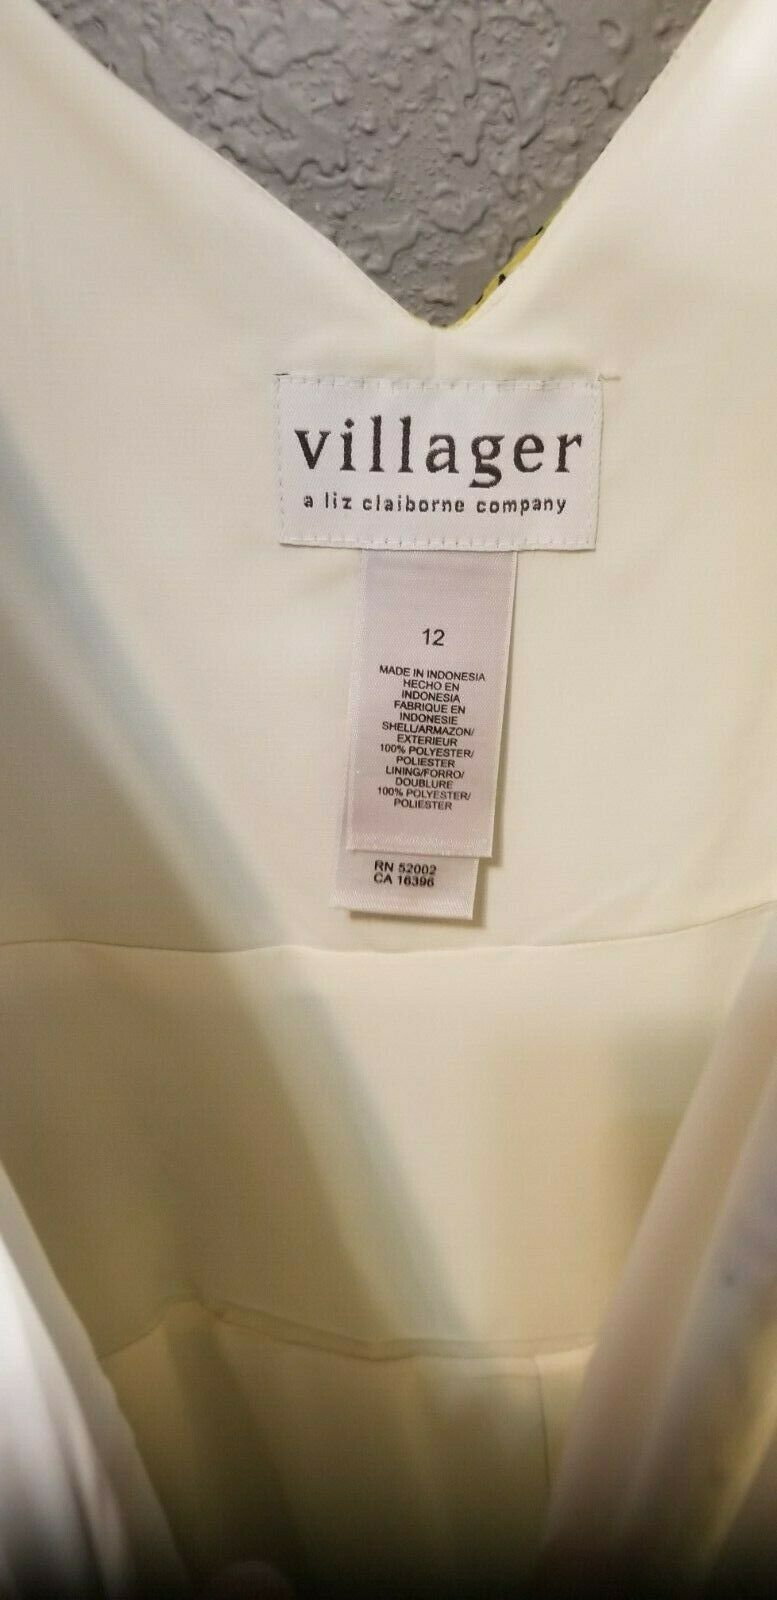 villager
a liz claiborne company
12
MADE IN INDONESIA
HECHO EN
INDONESIA
FABRIQUE EN
INDONESIE
SHELL/ARMAZON/
EXTERIEUR
100% POLYESTER/
POLIESTER
LINING/FORRO/
DOUBLURE
100% POLYESTER/
POLIESTER
RN 52002
CA 16396